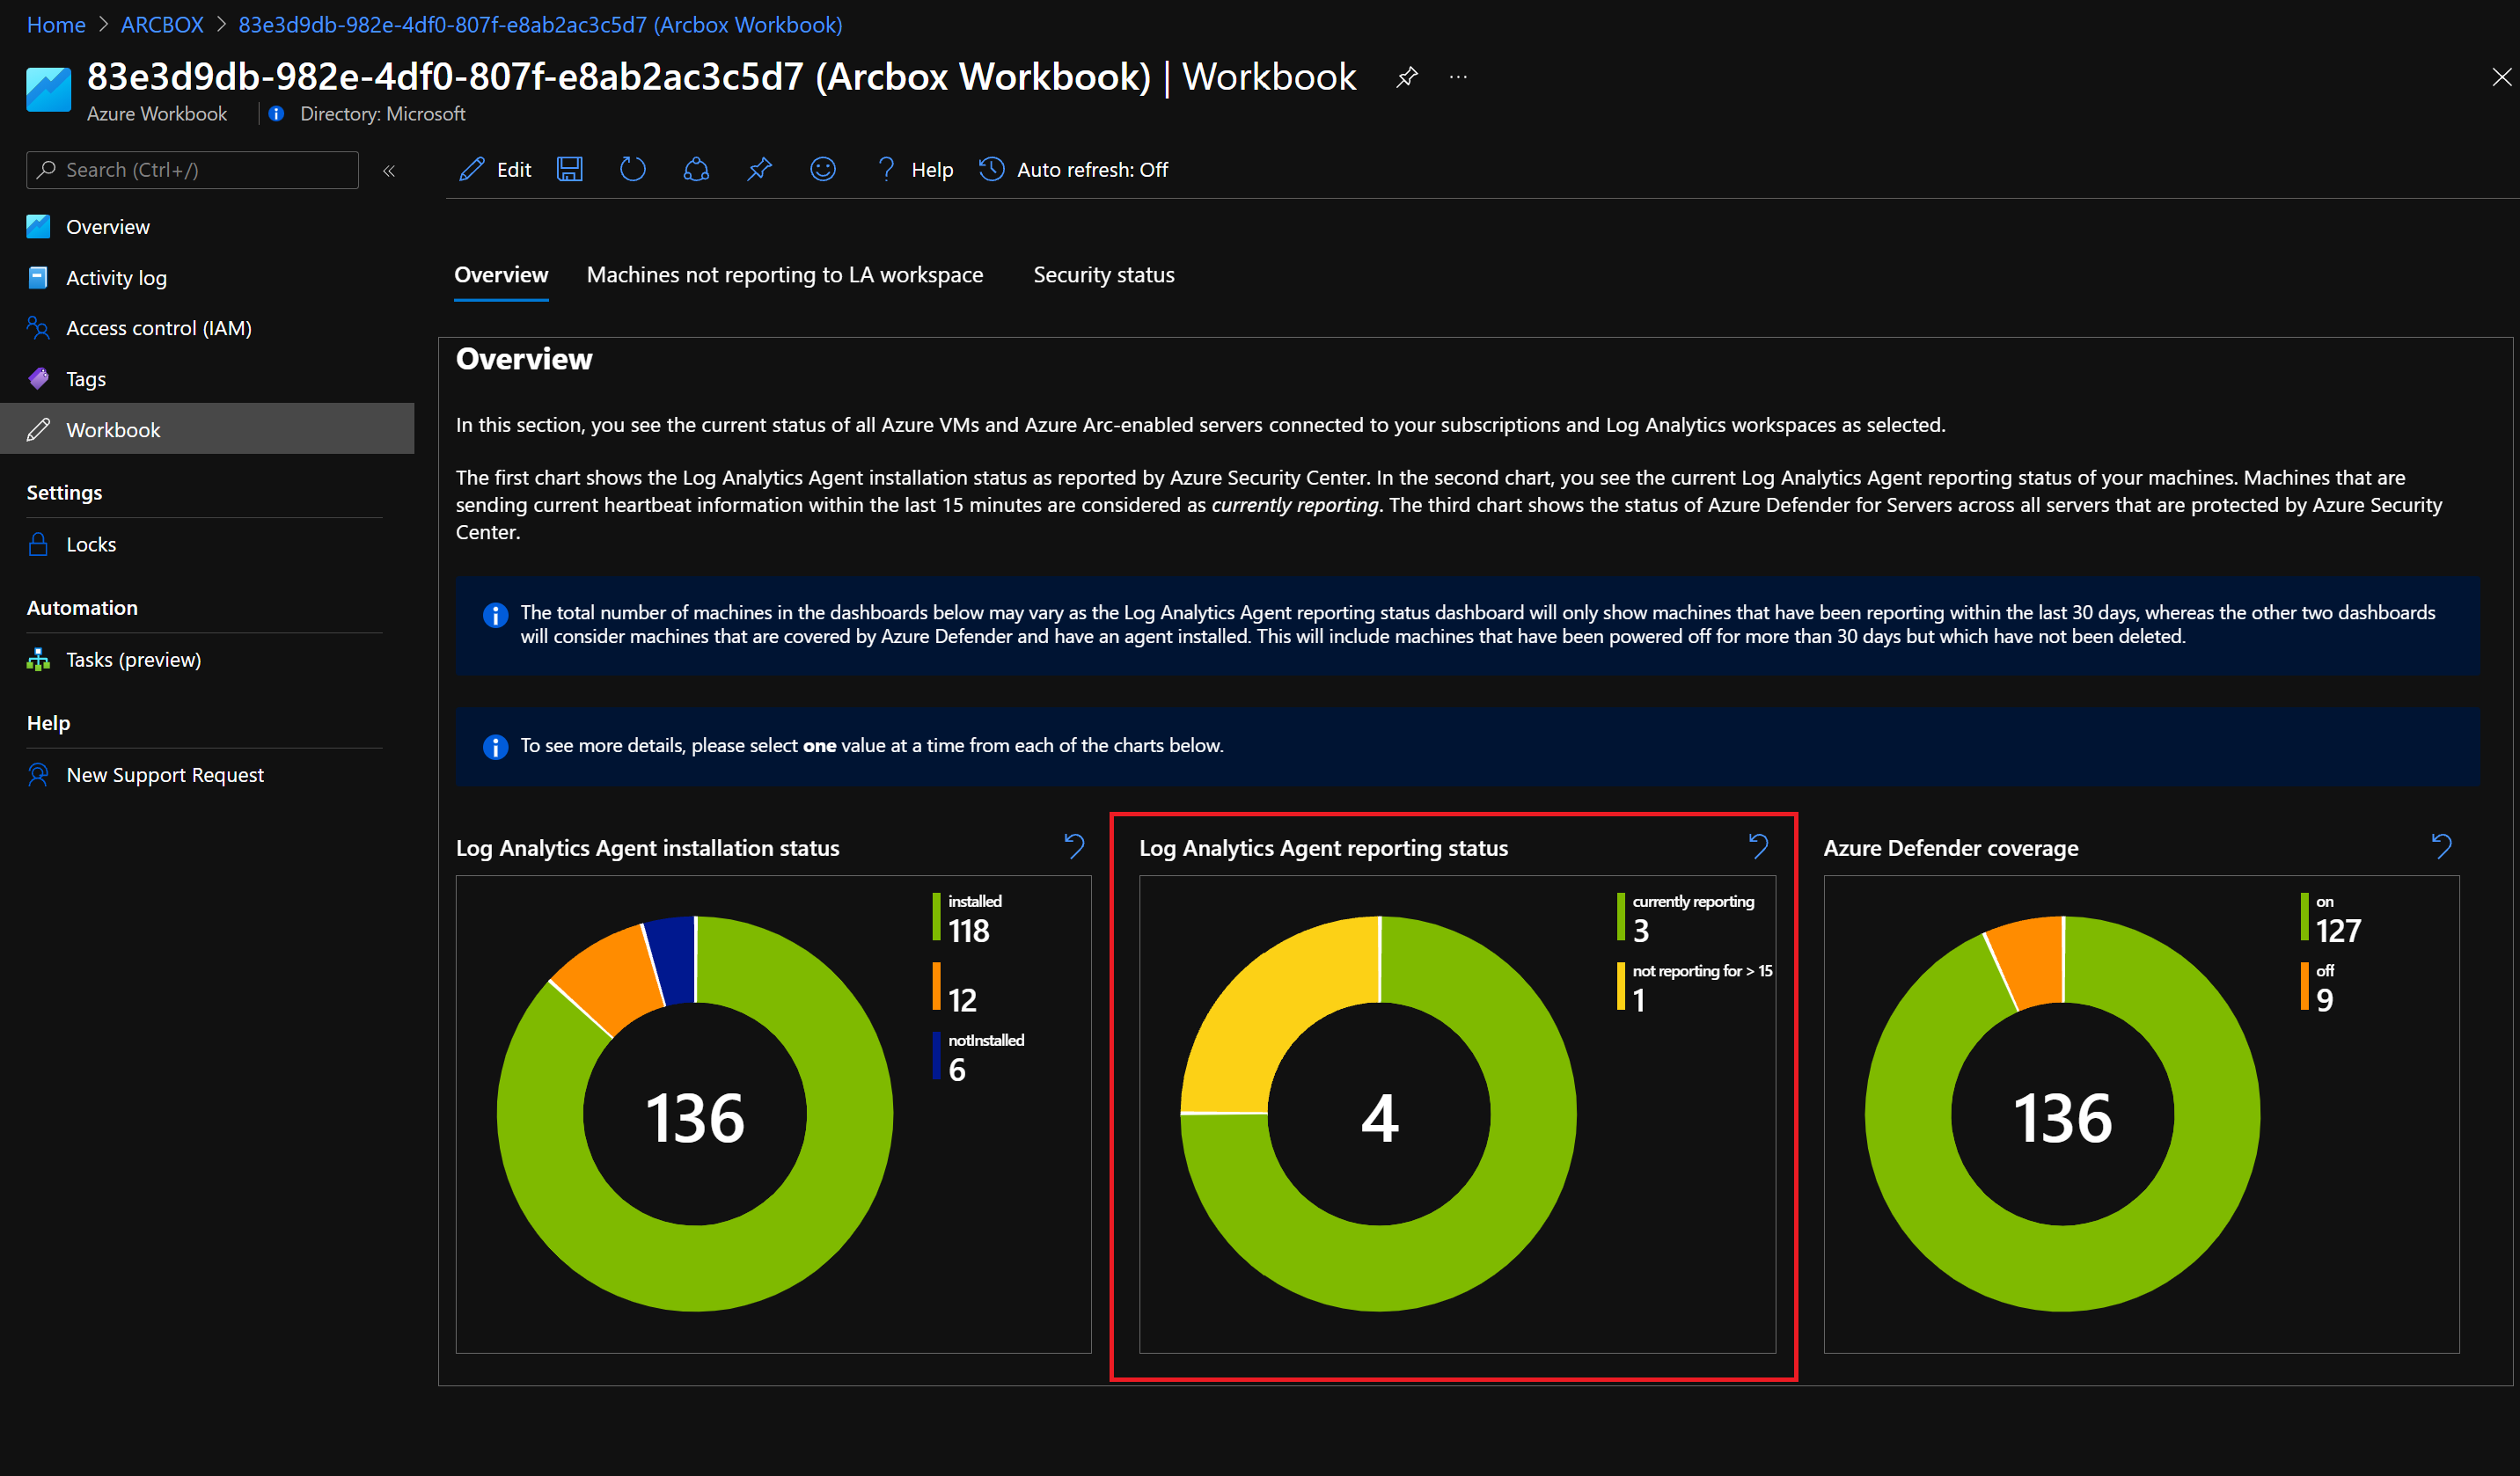 Home > ARCBOX > 83e3d9db-982e-4df0-807f-e8ab2ac3c5d7 (Arcbox Workbook)
83e3d9db-982e-4df0-807f-e8ab2ac3c5d7 (Arcbox Workbook) | Workbook ...
Azure Workbook | Directory: Microsoft
Search (Ctrl+/) «
Edit Help Auto refresh: Off
Overview
Activity log
Access control (IAM)
Tags
Workbook
Settings
Locks
Automation
Tasks (preview)
Help
New Support Request
Overview Machines not reporting to LA workspace Security status
Overview
In this section, you see the current status of all Azure VMs and Azure Arc-enabled servers connected to your subscriptions and Log Analytics workspaces as selected.
The first chart shows the Log Analytics Agent installation status as reported by Azure Security Center. In the second chart, you see the current Log Analytics Agent reporting status of your machines. Machines that are
sending current heartbeat information within the last 15 minutes are considered as currently reporting. The third chart shows the status of Azure Defender for Servers across all servers that are protected by Azure Security
Center.
The total number of machines in the dashboards below may vary as the Log Analytics Agent reporting status dashboard will only show machines that have been reporting within the last 30 days, whereas the other two dashboards
will consider machines that are covered by Azure Defender and have an agent installed. This will include machines that have been powered off for more than 30 days but which have not been deleted.
To see more details, please select one value at a time from each of the charts below.
Log Analytics Agent installation status
installed
118
12
notInstalled
6
136
Log Analytics Agent reporting status
currently reporting
3
not reporting for > 15
1
4
Azure Defender coverage
on
127
off
9
136